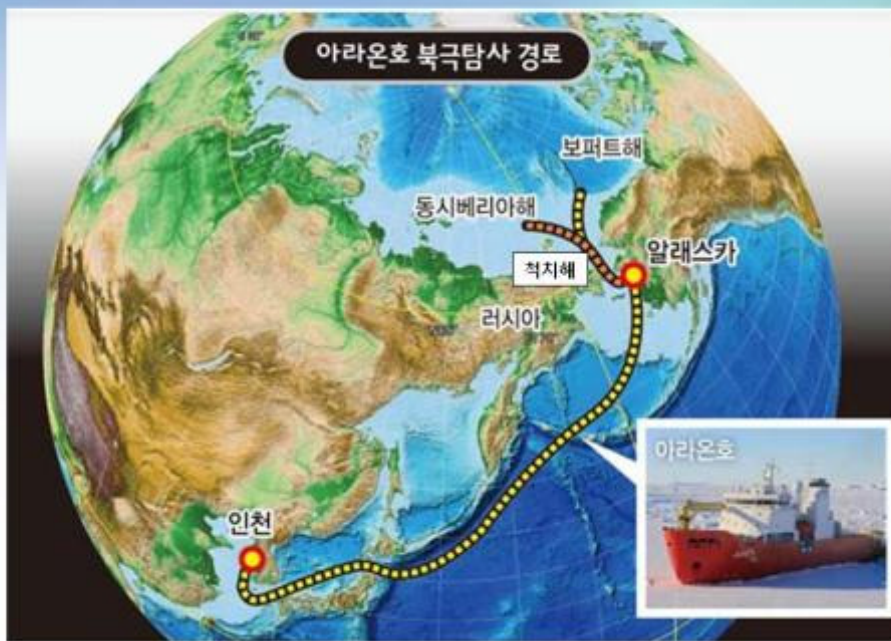 아라온호 북극탐사 경로
보퍼트해
동시베리아해
알래스카
척치해
러시아
아라온호
인천